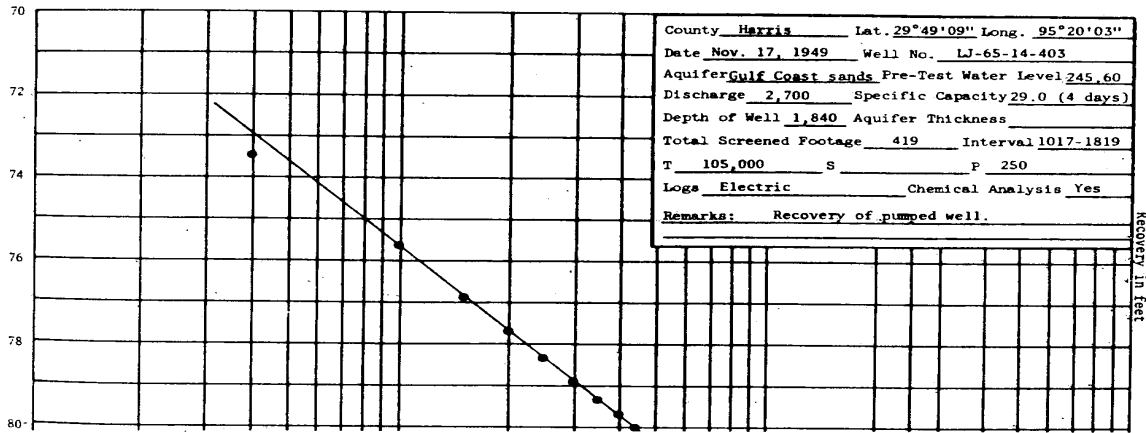 70
72
74
76
78
80
County Harris Lat. 29°49'09" Long. 95°20'03"
Date Nov. 17, 1949 Well No. LJ-65-14-403
Aquifer Gulf Coast sands Pre-Test Water Level 245.60
Discharge 2,700 Specific Capacity 29.0 (4 days)
Depth of Well 1,840 Aquifer Thickness
Total Screened Footage 419 Interval 1017-1819
T 105,000 S P 250
Logs Electric Chemical Analysis Yes
Remarks: Recovery of pumped well.
Recovery in feet